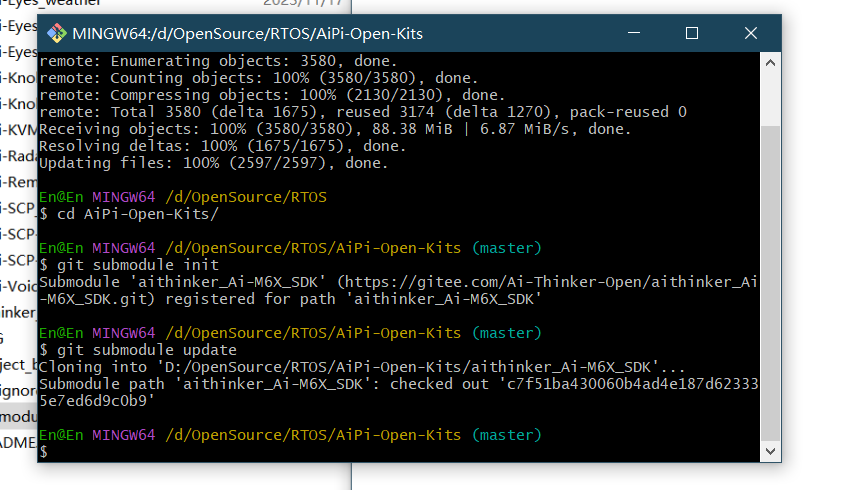 i-Eyes_weather 2023/11/17
MINGW64:/d/OpenSource/RTOS/AiPi-Open-Kits
i-Eyes
i-Eyes
i-Knol
i-Knol
i-KVM
i-Rada
i-Rem
i-SCP_
i-SCP-
i-SCP-
i-Voic
inker_
G
ject_b
ignor
modu
ADME
remote: Enumerating objects: 3580, done.
remote: Counting objects: 100% (3580/3580), done.
remote: Compressing objects: 100% (2130/2130), done.
remote: Total 3580 (delta 1675), reused 3174 (delta 1270), pack-reused 0
Receiving objects: 100% (3580/3580), 88.38 MiB | 6.87 MiB/s, done.
Resolving deltas: 100% (1675/1675), done.
Updating files: 100% (2597/2597), done.
En@En MINGW64 /d/OpenSource/RTOS
$ cd AiPi-Open-Kits/
En@En MINGW64 /d/OpenSource/RTOS/AiPi-Open-Kits (master)
$ git submodule init
Submodule 'aithinker_Ai-M6X_SDK' (https://gitee.com/Ai-Thinker-Open/aithinker_Ai
-M6X_SDK.git) registered for path 'aithinker_Ai-M6X_SDK'
En@En MINGW64 /d/OpenSource/RTOS/AiPi-Open-Kits (master)
$ git submodule update
Cloning into 'D:/OpenSource/RTOS/AiPi-Open-Kits/aithinker_Ai-M6X_SDK'...
Submodule path 'aithinker_Ai-M6X_SDK': checked out 'c7f51ba430060b4ad4e187d62333
5e7ed6d9c0b9'
En@En MINGW64 /d/OpenSource/RTOS/AiPi-Open-Kits (master)
$